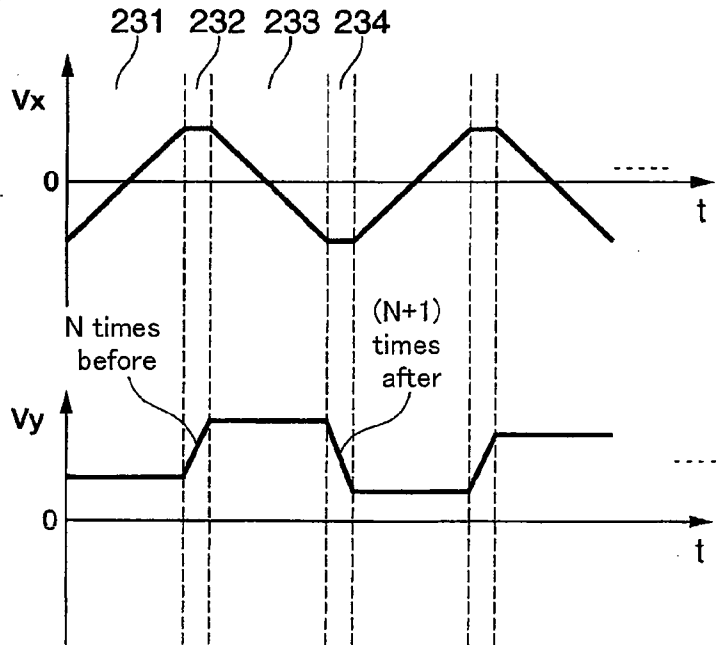 231 232 233 234
Vx
0
t
N times
before
(N+1)
times
after
Vy
0
t